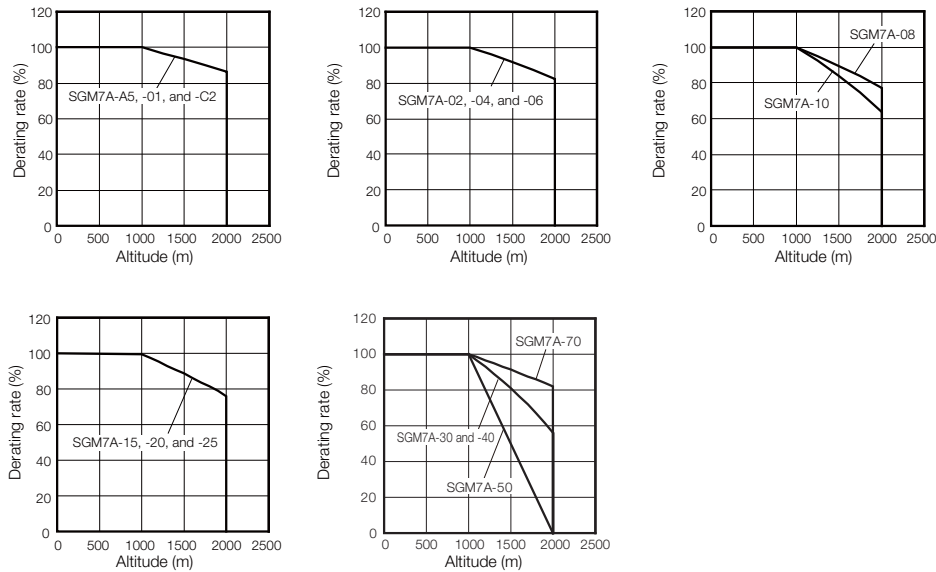 120
100
80
60
40
20
0
Derating rate (%)
SGM7A-A5, -01, and -C2
0 500 1000 1500 2000 2500
Altitude (m)
120
100
80
60
40
20
0
Derating rate (%)
SGM7A-02, -04, and -06
0 500 1000 1500 2000 2500
Altitude (m)
120
100
80
60
40
20
0
Derating rate (%)
SGM7A-08
SGM7A-10
0 500 1000 1500 2000 2500
Altitude (m)
120
100
80
60
40
20
0
Derating rate (%)
SGM7A-15, -20, and -25
0 500 1000 1500 2000 2500
Altitude (m)
120
100
80
60
40
20
0
Derating rate (%)
SGM7A-70
SGM7A-30 and -40
SGM7A-50
0 500 1000 1500 2000 2500
Altitude (m)